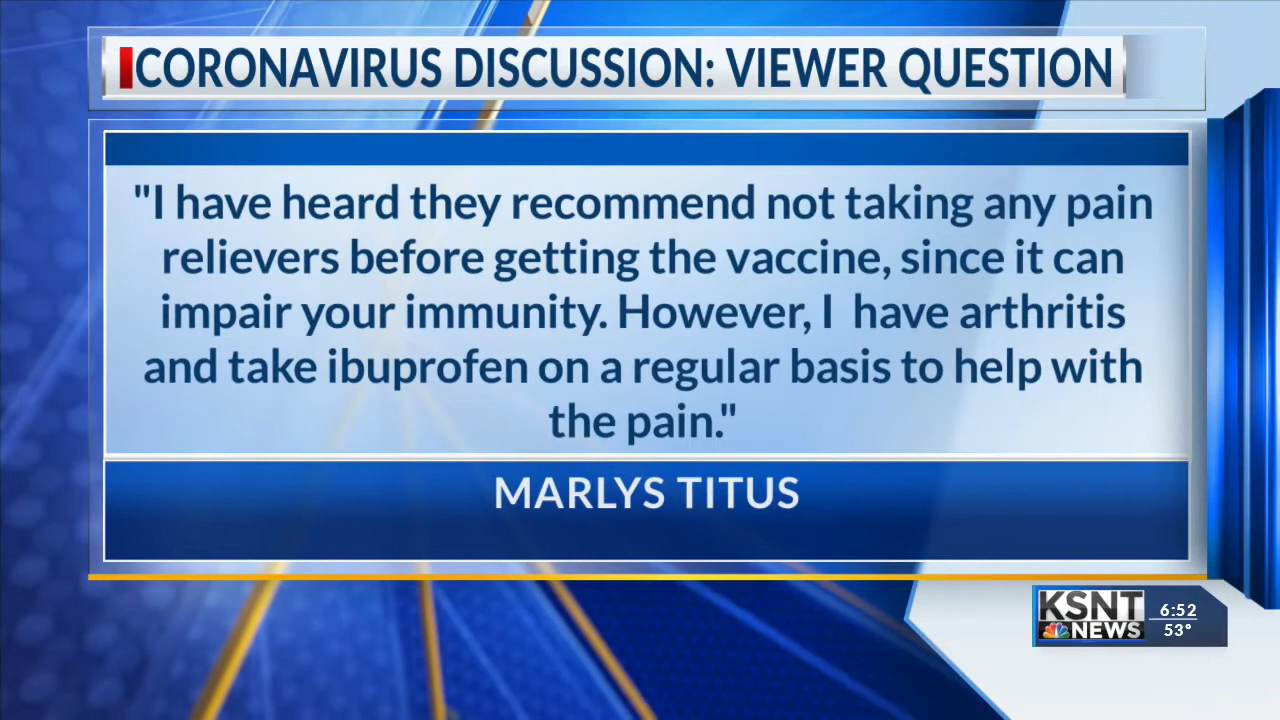 CORONAVIRUS DISCUSSION: VIEWER QUESTION
"I have heard they recommend not taking any pain
relievers before getting the vaccine, since it can
impair your immunity. However, I  have arthritis
and take ibuprofen on a regular basis to help with
the pain."
MARLYS TITUS
KSNT
NEWS
6:52
53°